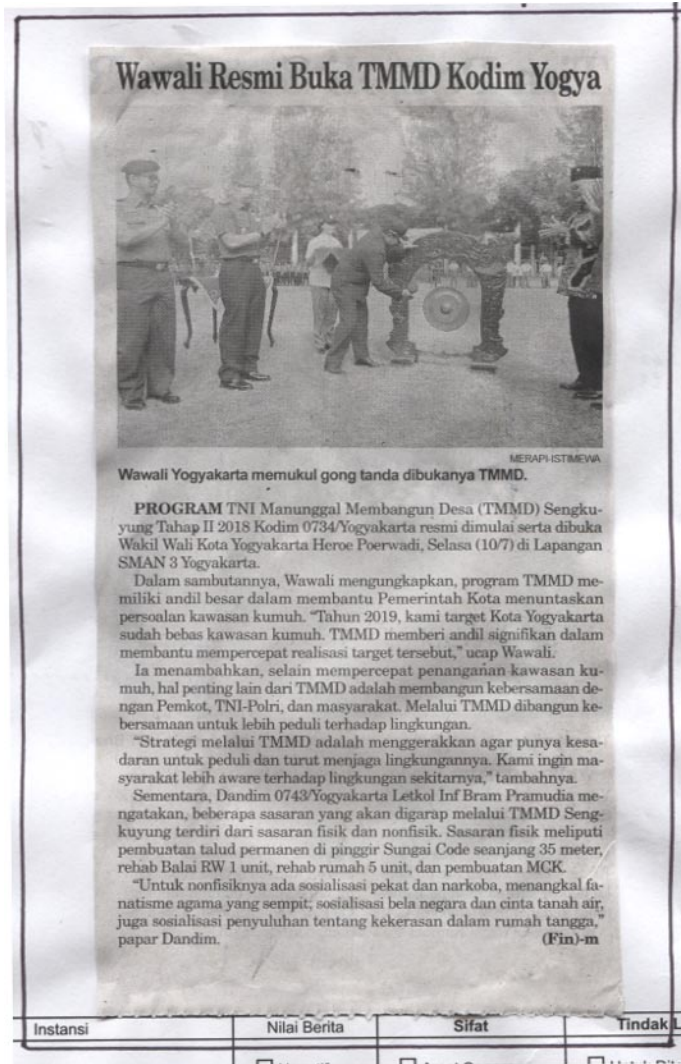 Wawali Resmi Buka TMMD Kodim Yogya
MERAPI-ISTIMEWA
Wawali Yogyakarta memukul gong tanda dibukanya TMMD.
PROGRAM TNI Manunggal Membangun Desa (TMMD) Sengku-
yung Tahap II 2018 Kodim 0734/Yogyakarta resmi dimulai serta dibuka
Wakil Wali Kota Yogyakarta Heroe Poerwadi, Selasa (10/7) di Lapangan
SMAN 3 Yogyakarta.
Dalam sambutannya, Wawali mengungkapkan, program TMMD me-
miliki andil besar dalam membantu Pemerintah Kota menuntaskan
persoalan kawasan kumuh. “Tahun 2019, kami target Kota Yogyakarta
sudah bebas kawasan kumuh. TMMD memberi andil signifikan dalam
membantu mempercepat realisasi target tersebut,” ucap Wawali.
Ia menambahkan, selain mempercepat penanganan kawasan ku-
muh, hal penting lain dari TMMD adalah membangun kebersamaan de-
ngan Pemkot, TNI-Polri, dan masyarakat. Melalui TMMD dibangun ke-
bersamaan untuk lebih peduli terhadap lingkungan.
“Strategi melalui TMMD adalah menggerakkan agar punya kesa-
daran untuk peduli dan turut menjaga lingkungannya. Kami ingin ma-
syarakat lebih aware terhadap lingkungan sekitarnya,” tambahnya.
Sementara, Dandim 0743/Yogyakarta Letkol Inf Bram Pramudia me-
ngatakan, beberapa sasaran yang akan digarap melalui TMMD Seng-
kuyung terdiri dari sasaran fisik dan nonfisik. Sasaran fisik meliputi
pembuatan talud permanen di pinggir Sungai Code seanjang 35 meter,
rehab Balai RW 1 unit, rehab rumah 5 unit, dan pembuatan MCK.
“Untuk nonfisiknya ada sosialisasi pekat dan narkoba, menangkal fa-
natisme agama yang sempit, sosialisasi bela negara dan cinta tanah air,
juga sosialisasi penyuluhan tentang kekerasan dalam rumah tangga,”
papar Dandim. (Fin)-m
Instansi Nilai Berita Sifat Tindak L